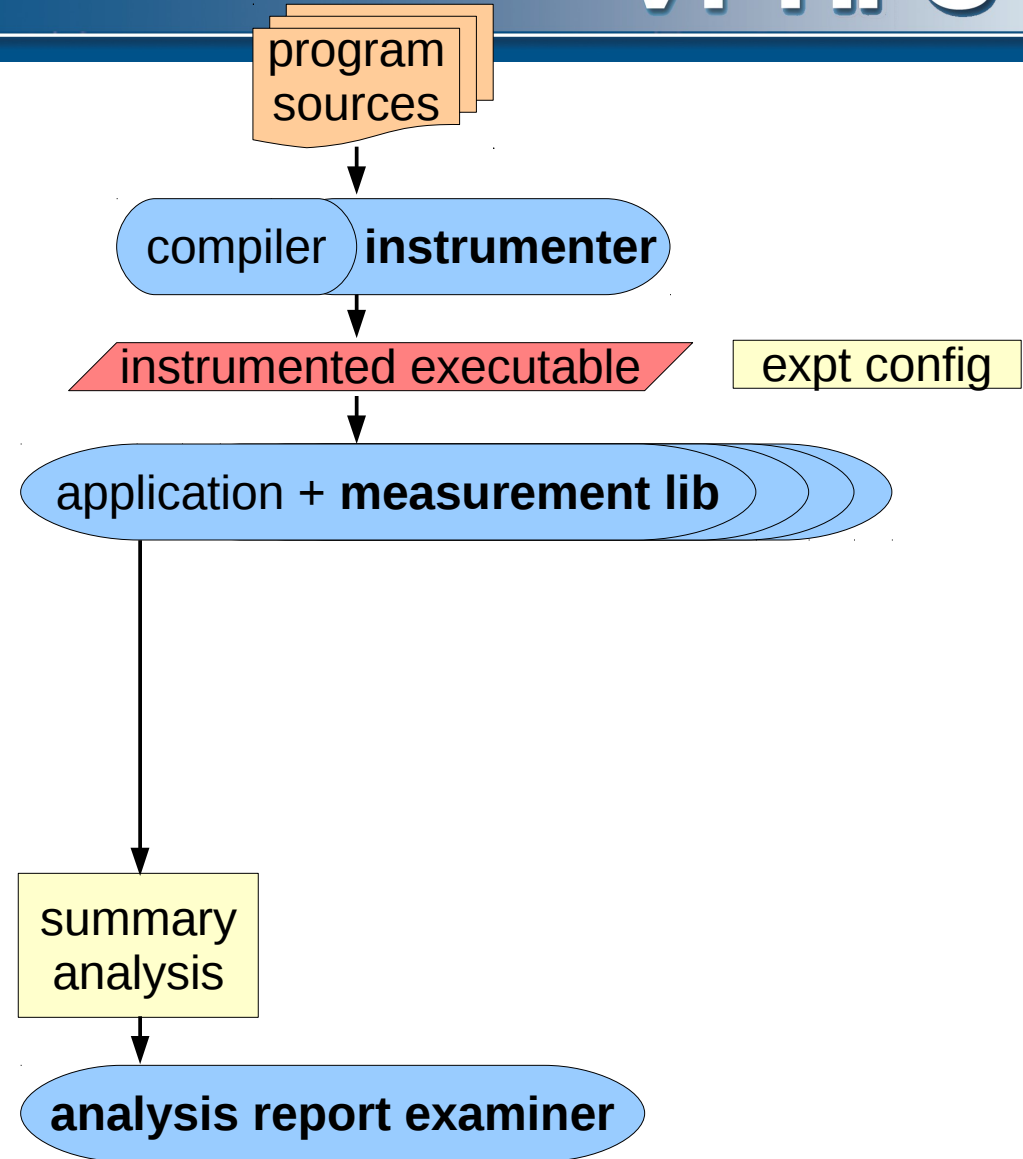 program
sources
compiler instrumenter
instrumented executable expt config
application + measurement lib
summary
analysis
analysis report examiner